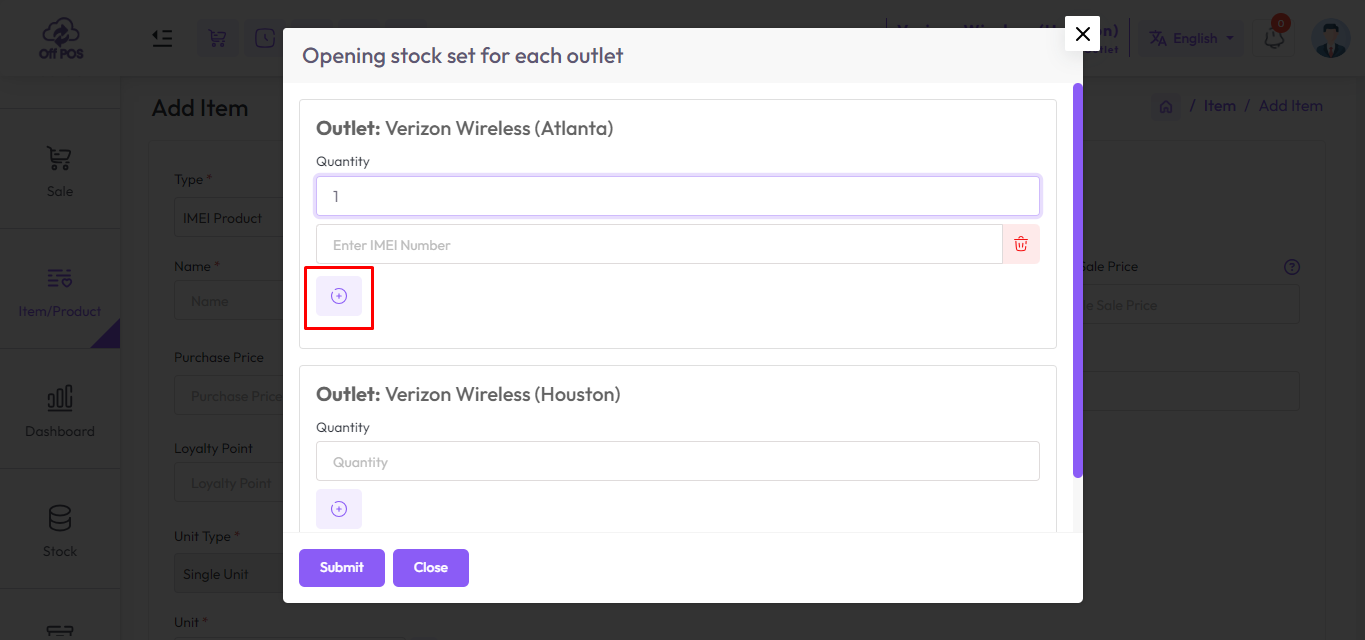 Off POS
English
0
Opening stock set for each outlet
Add Item
/ Item / Add Item
Outlet: Verizon Wireless (Atlanta)
Quantity
1
Enter IMEI Number
Outlet: Verizon Wireless (Houston)
Quantity
Quantity
Submit
Close
Sale
Item/Product
Dashboard
Stock
Type *
IMEI Product
Name *
Name
Sale Price
Sale Price
Purchase Price
Purchase Price
Loyalty Point
Loyalty Point
Unit Type *
Single Unit
Unit *